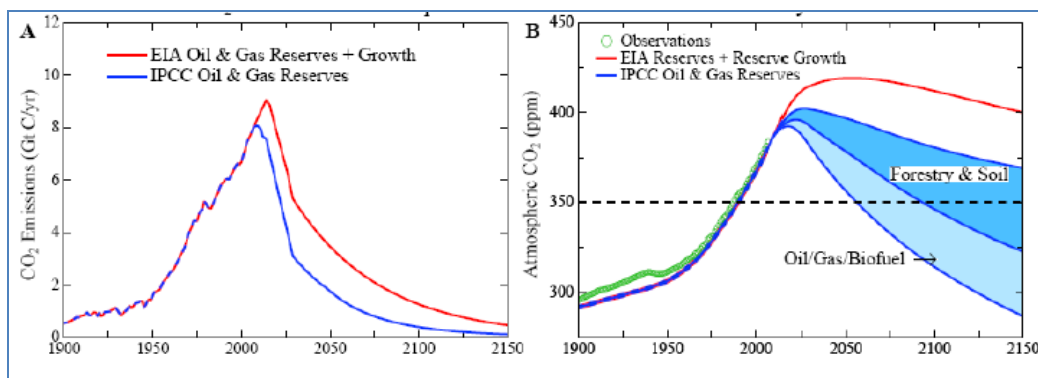 A
EIA Oil & Gas Reserves + Growth
IPCC Oil & Gas Reserves
CO2 Emissions (Gt C/yr)
12
10
8
6
4
2
0
1900 1950 2000 2050 2100 2150
B
Observations
EIA Reserves + Reserve Growth
IPCC Oil & Gas Reserves
Atmospheric CO2 (ppm)
450
400
350
300
Forestry & Soil
Oil/Gas/Biofuel →
1900 1950 2000 2050 2100 2150